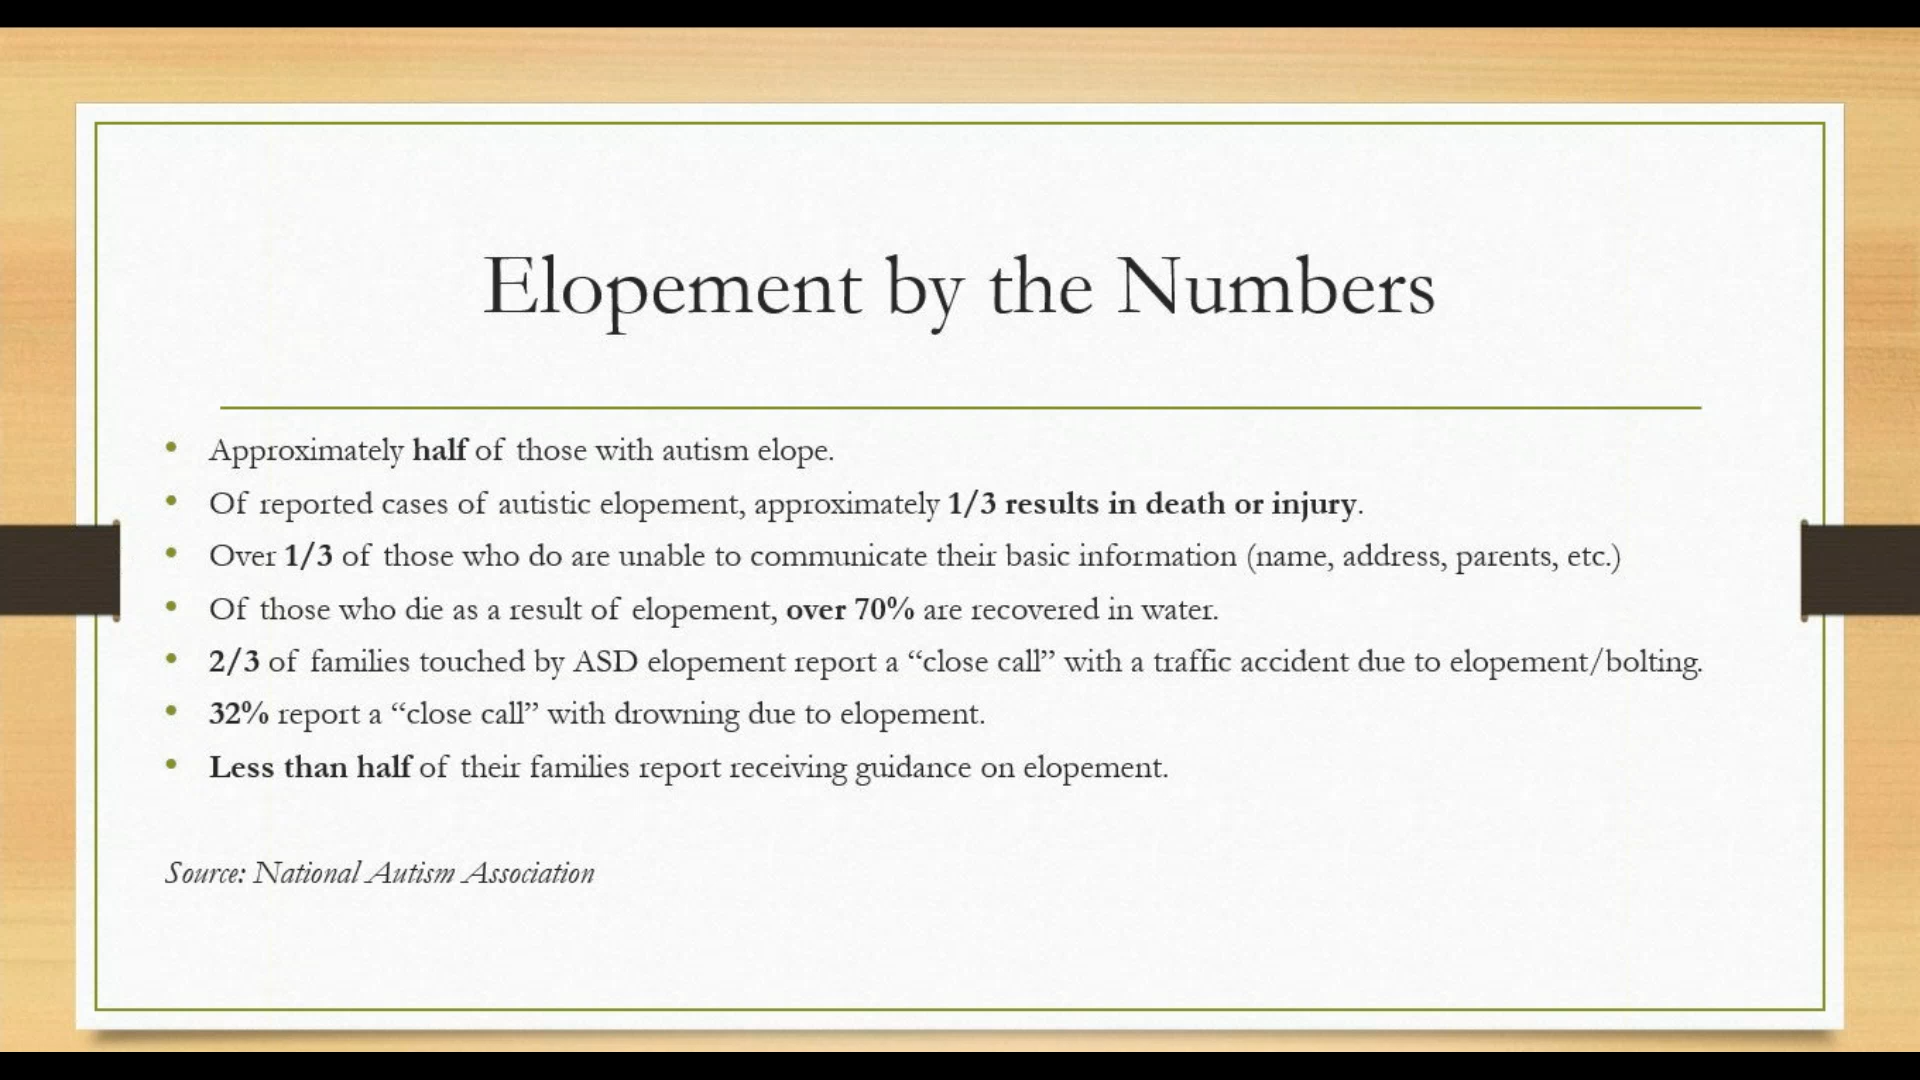 Elopement by the Numbers
• Approximately half of those with autism elope.
• Of reported cases of autistic elopement, approximately 1/3 results in death or injury.
• Over 1/3 of those who do are unable to communicate their basic information (name, address, parents, etc.)
• Of those who die as a result of elopement, over 70% are recovered in water.
• 2/3 of families touched by ASD elopement report a “close call” with a traffic accident due to elopement/bolting.
• 32% report a “close call” with drowning due to elopement.
• Less than half of their families report receiving guidance on elopement.
Source: National Autism Association